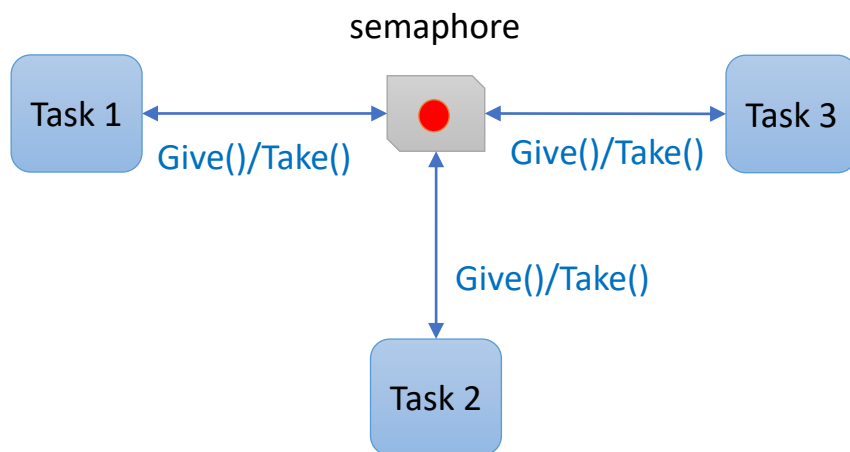 semaphore
Task 1
Task 3
Give()/Take()
Give()/Take()
Give()/Take()
Task 2